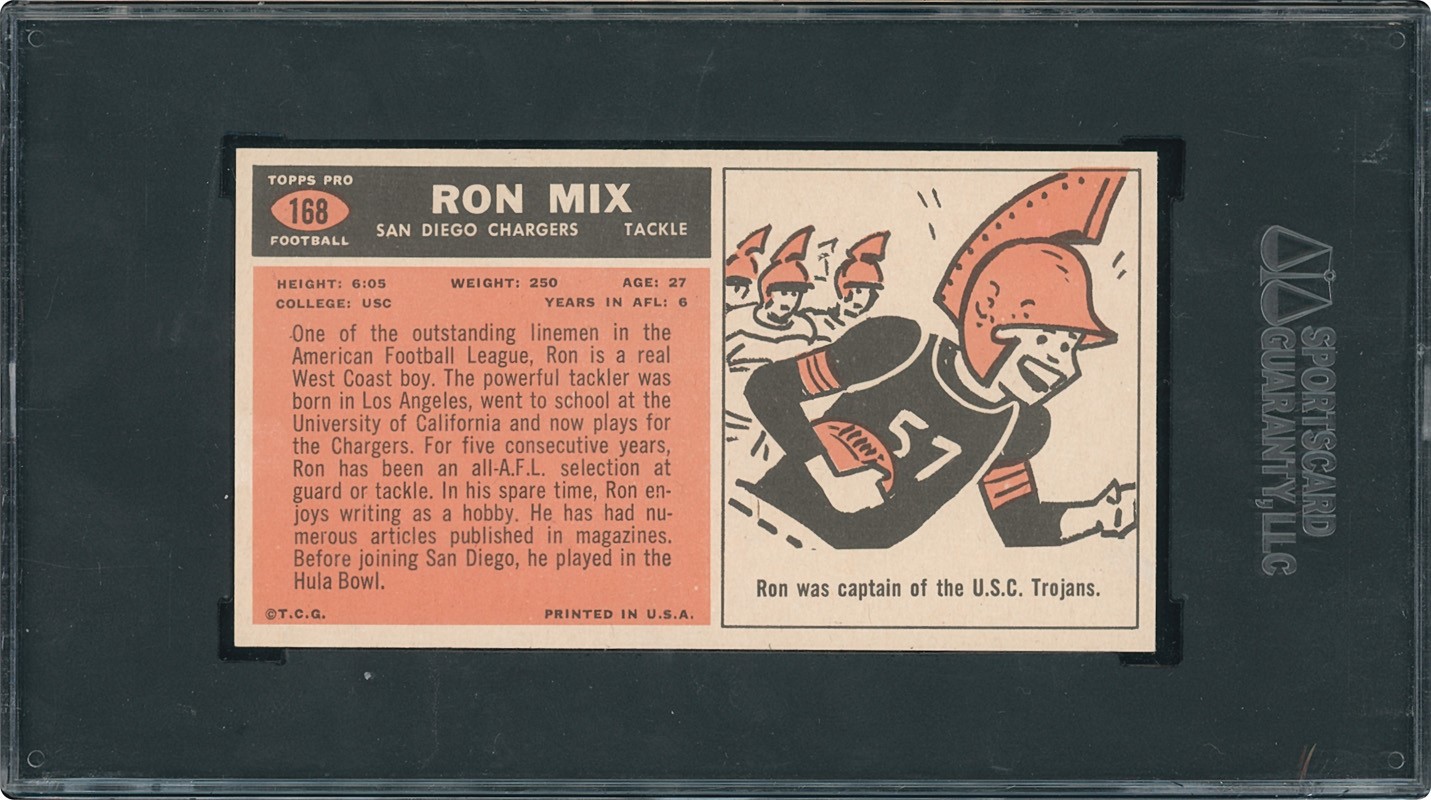 TOPPS PRO
168
FOOTBALL
RON MIX
SAN DIEGO CHARGERS TACKLE
HEIGHT: 6:05 WEIGHT: 250 AGE: 27
COLLEGE: USC YEARS IN AFL: 6
One of the outstanding linemen in the
American Football League, Ron is a real
West Coast boy. The powerful tackler was
born in Los Angeles, went to school at the
University of California and now plays for
the Chargers. For five consecutive years,
Ron has been an all-A.F.L. selection at
guard or tackle. In his spare time, Ron en-
joys writing as a hobby. He has had nu-
merous articles published in magazines.
Before joining San Diego, he played in the
Hula Bowl.
©T.C.G. PRINTED IN U.S.A.
57
Ron was captain of the U.S.C. Trojans.
SPORTSCARD
GUARANTY, LLC